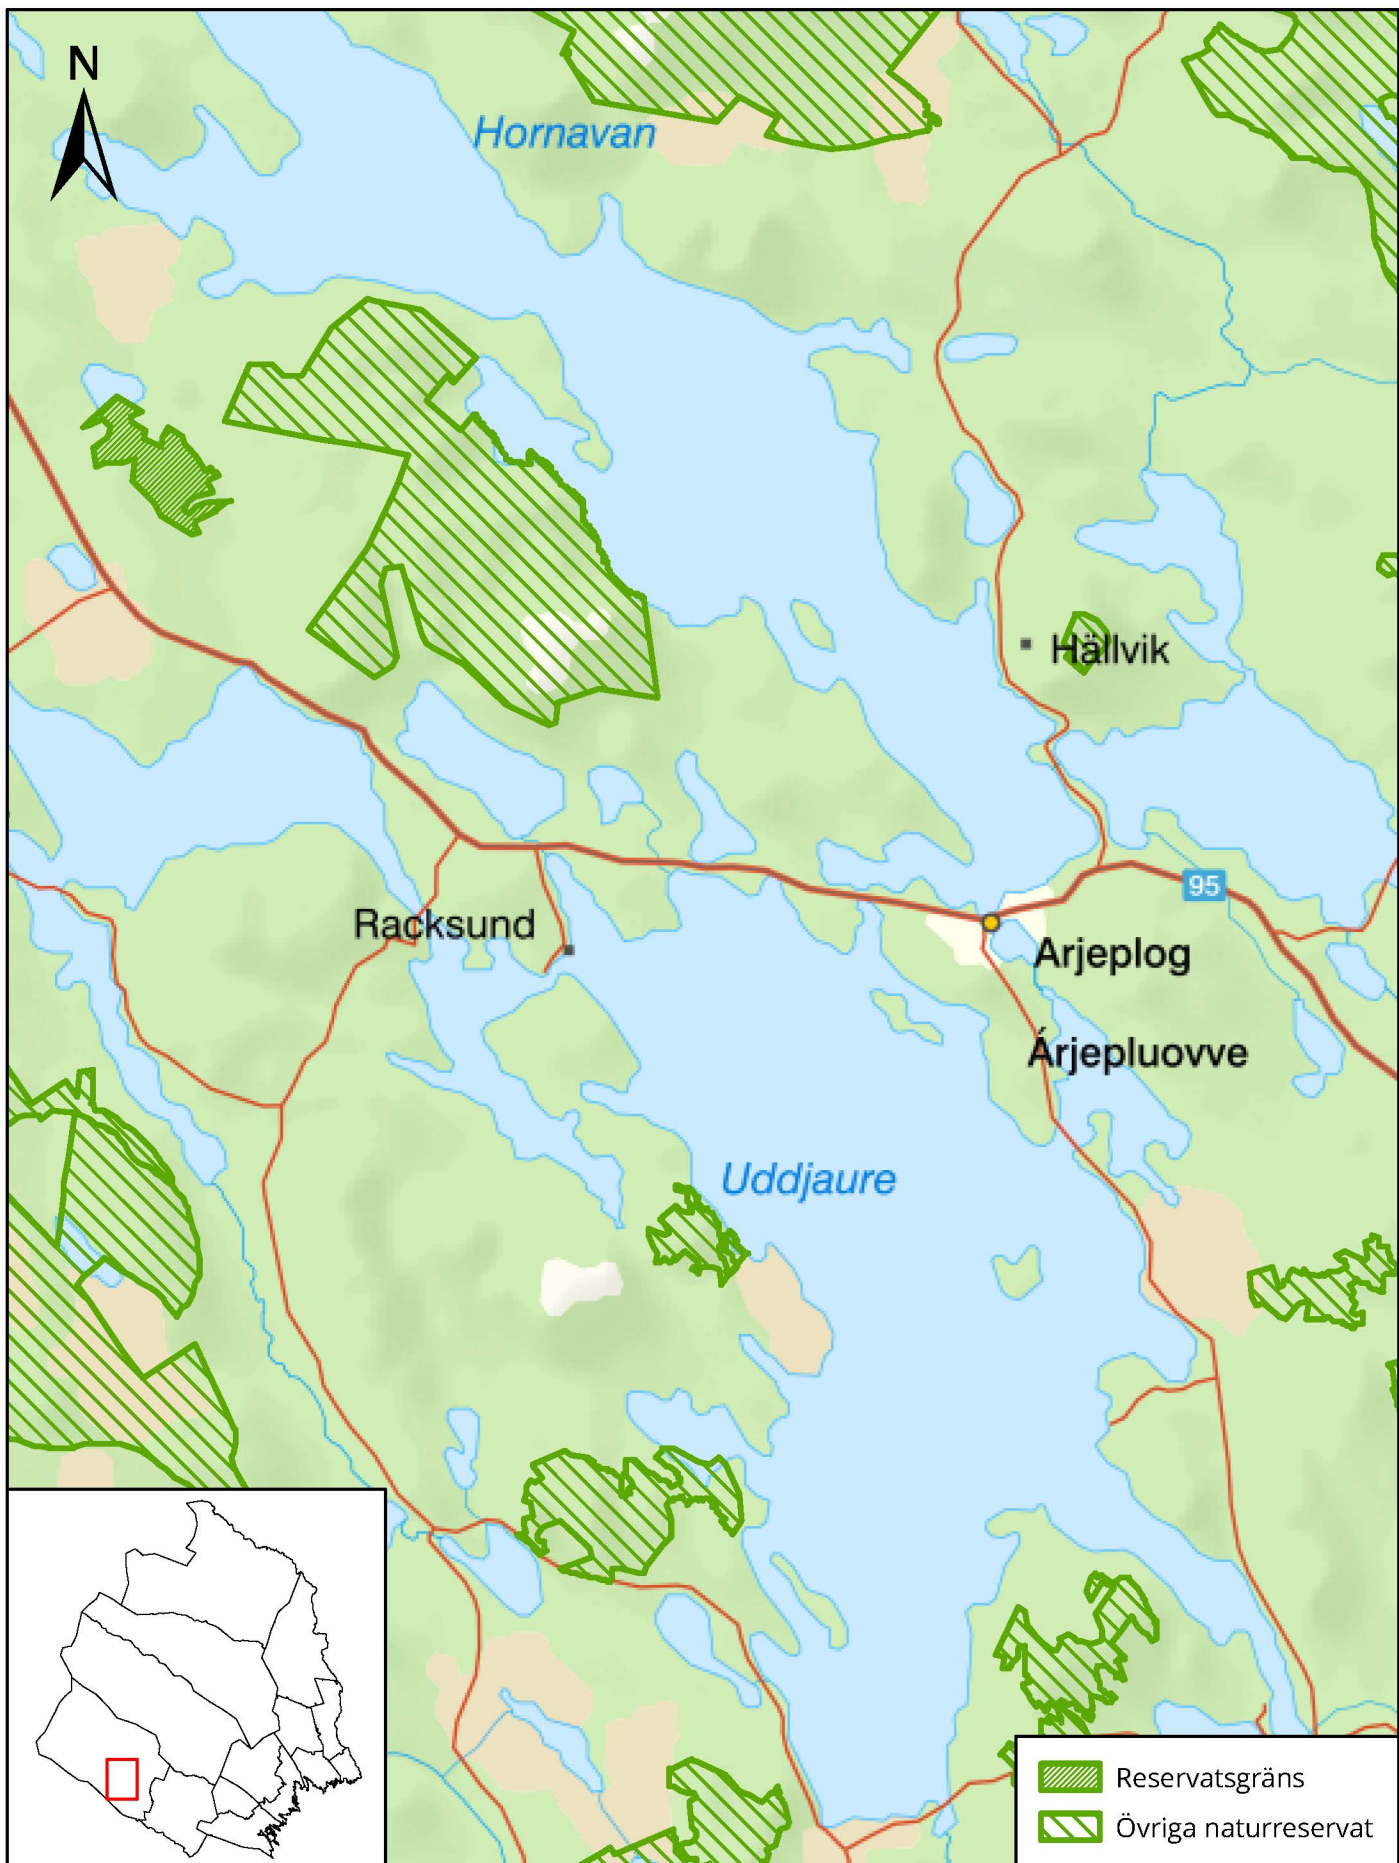 N
Hornavan
Hällvik
95
Racksund
Arjeplog
Árjepluovve
Uddjaure
Reservatsgräns
Övriga naturreservat